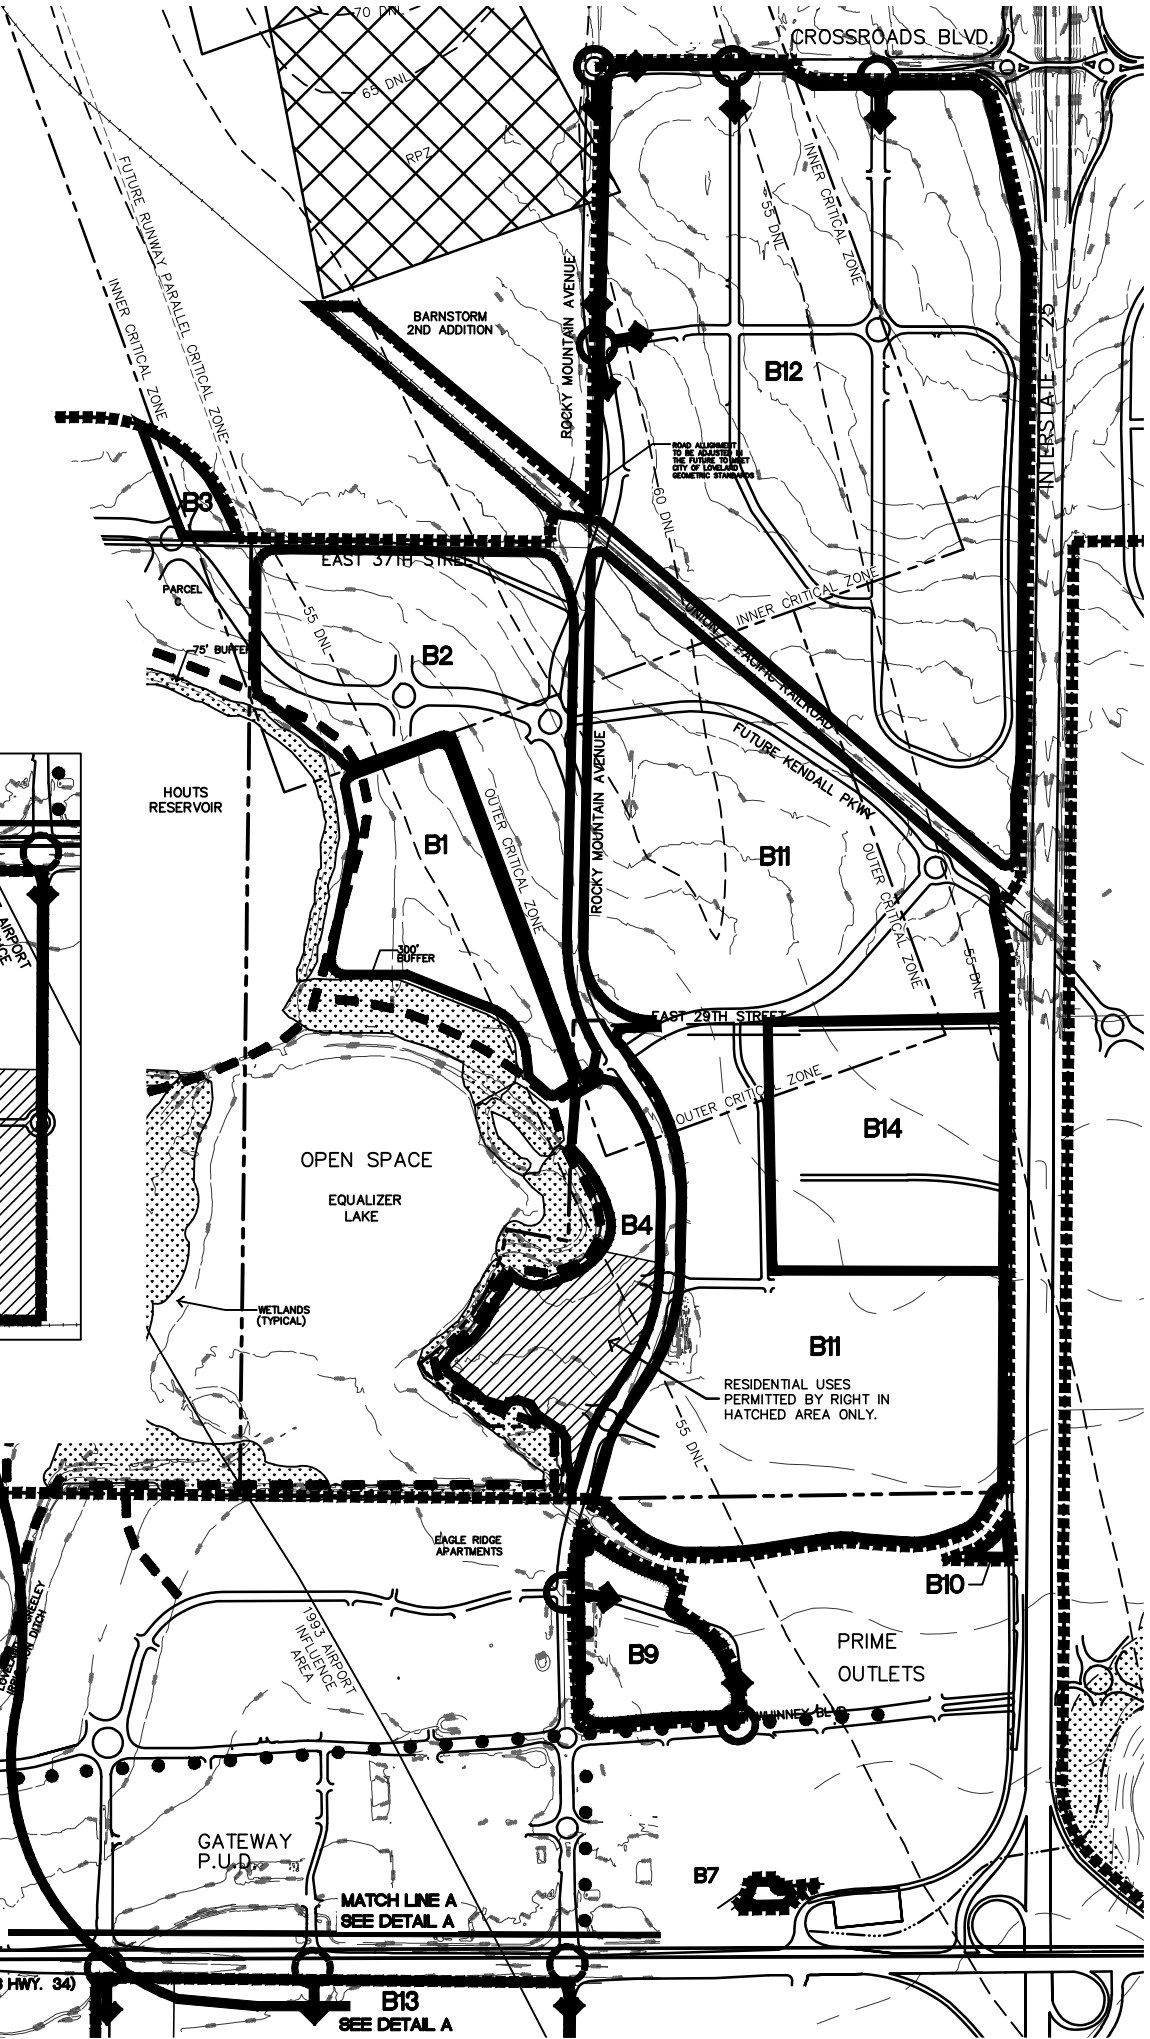 70 DNL
CROSSROADS BLVD.
65 DNL
RPZ
INNER CRITICAL ZONE
55 DNL
FUTURE RUNWAY PARALLEL CRITICAL ZONE
INNER CRITICAL ZONE
ROCKY MOUNTAIN AVENUE
BARNSTORM
2ND ADDITION
INTERSTATE - 25
B12
ROAD ALLIGNMENT
TO BE ADJUSTED IN
THE FUTURE TO MEET
CITY OF LOVELAND
GEOMETRIC STANDARDS
B3
60 DNL
EAST 37TH STREET
PARCEL
C
INNER CRITICAL ZONE
55 DNL
UNION PACIFIC RAILROAD
75' BUFFER
B2
FUTURE KENDALL PKWY
ROCKY MOUNTAIN AVENUE
HOUTS
RESERVOIR
OUTER CRITICAL ZONE
B1
B11
OUTER CRITICAL ZONE
AIRPORT
300'
BUFFER
55 DNL
EAST 29TH STREET
OUTER CRITICAL ZONE
B14
OPEN SPACE
EQUALIZER
LAKE
B4
WETLANDS
(TYPICAL)
B11
RESIDENTIAL USES
PERMITTED BY RIGHT IN
HATCHED AREA ONLY.
55 DNL
EAGLE RIDGE
APARTMENTS
B10
1993 AIRPORT
INFLUENCE
AREA
B9
PRIME
OUTLETS
GATEWAY
P.U.D.
B7
MATCH LINE A
SEE DETAIL A
HWY. 34)
B13
SEE DETAIL A